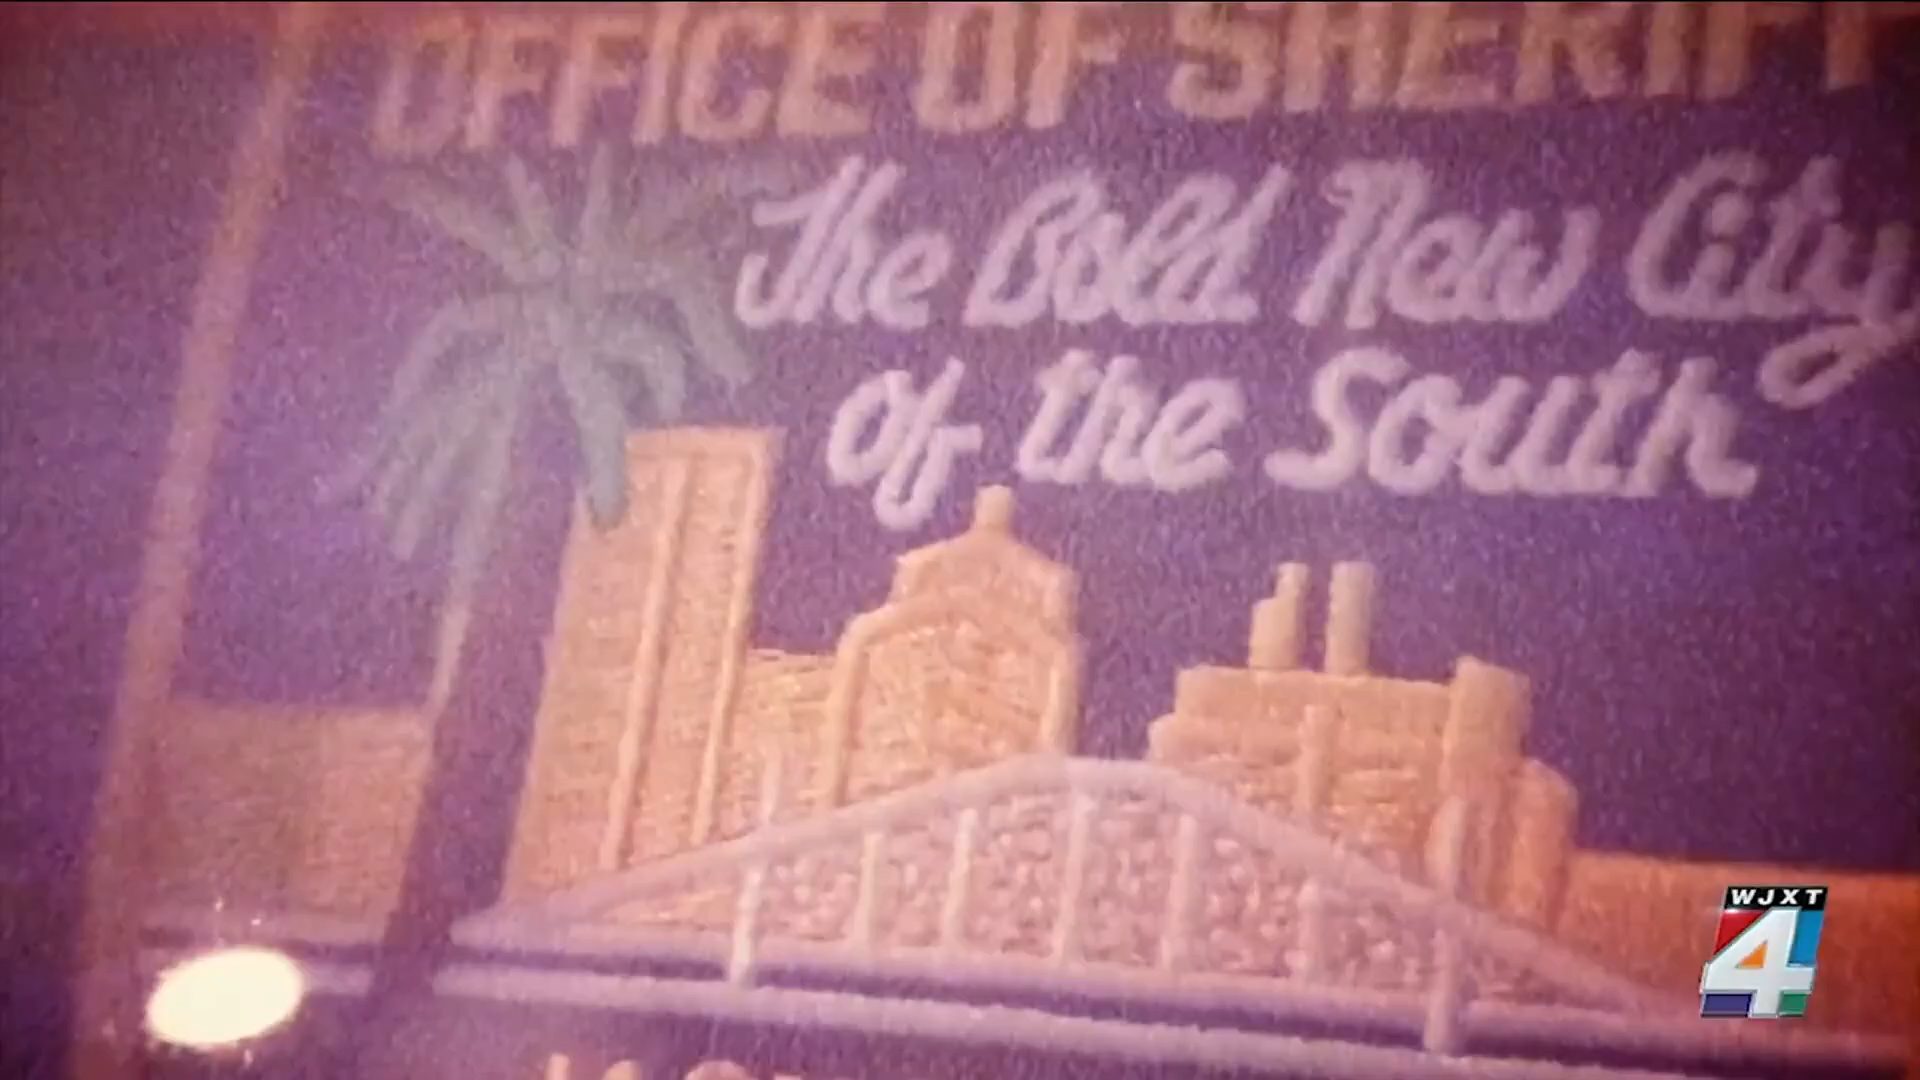 OFFICE OF SHERIFF
The Bold New City
of the South
WJXT
4